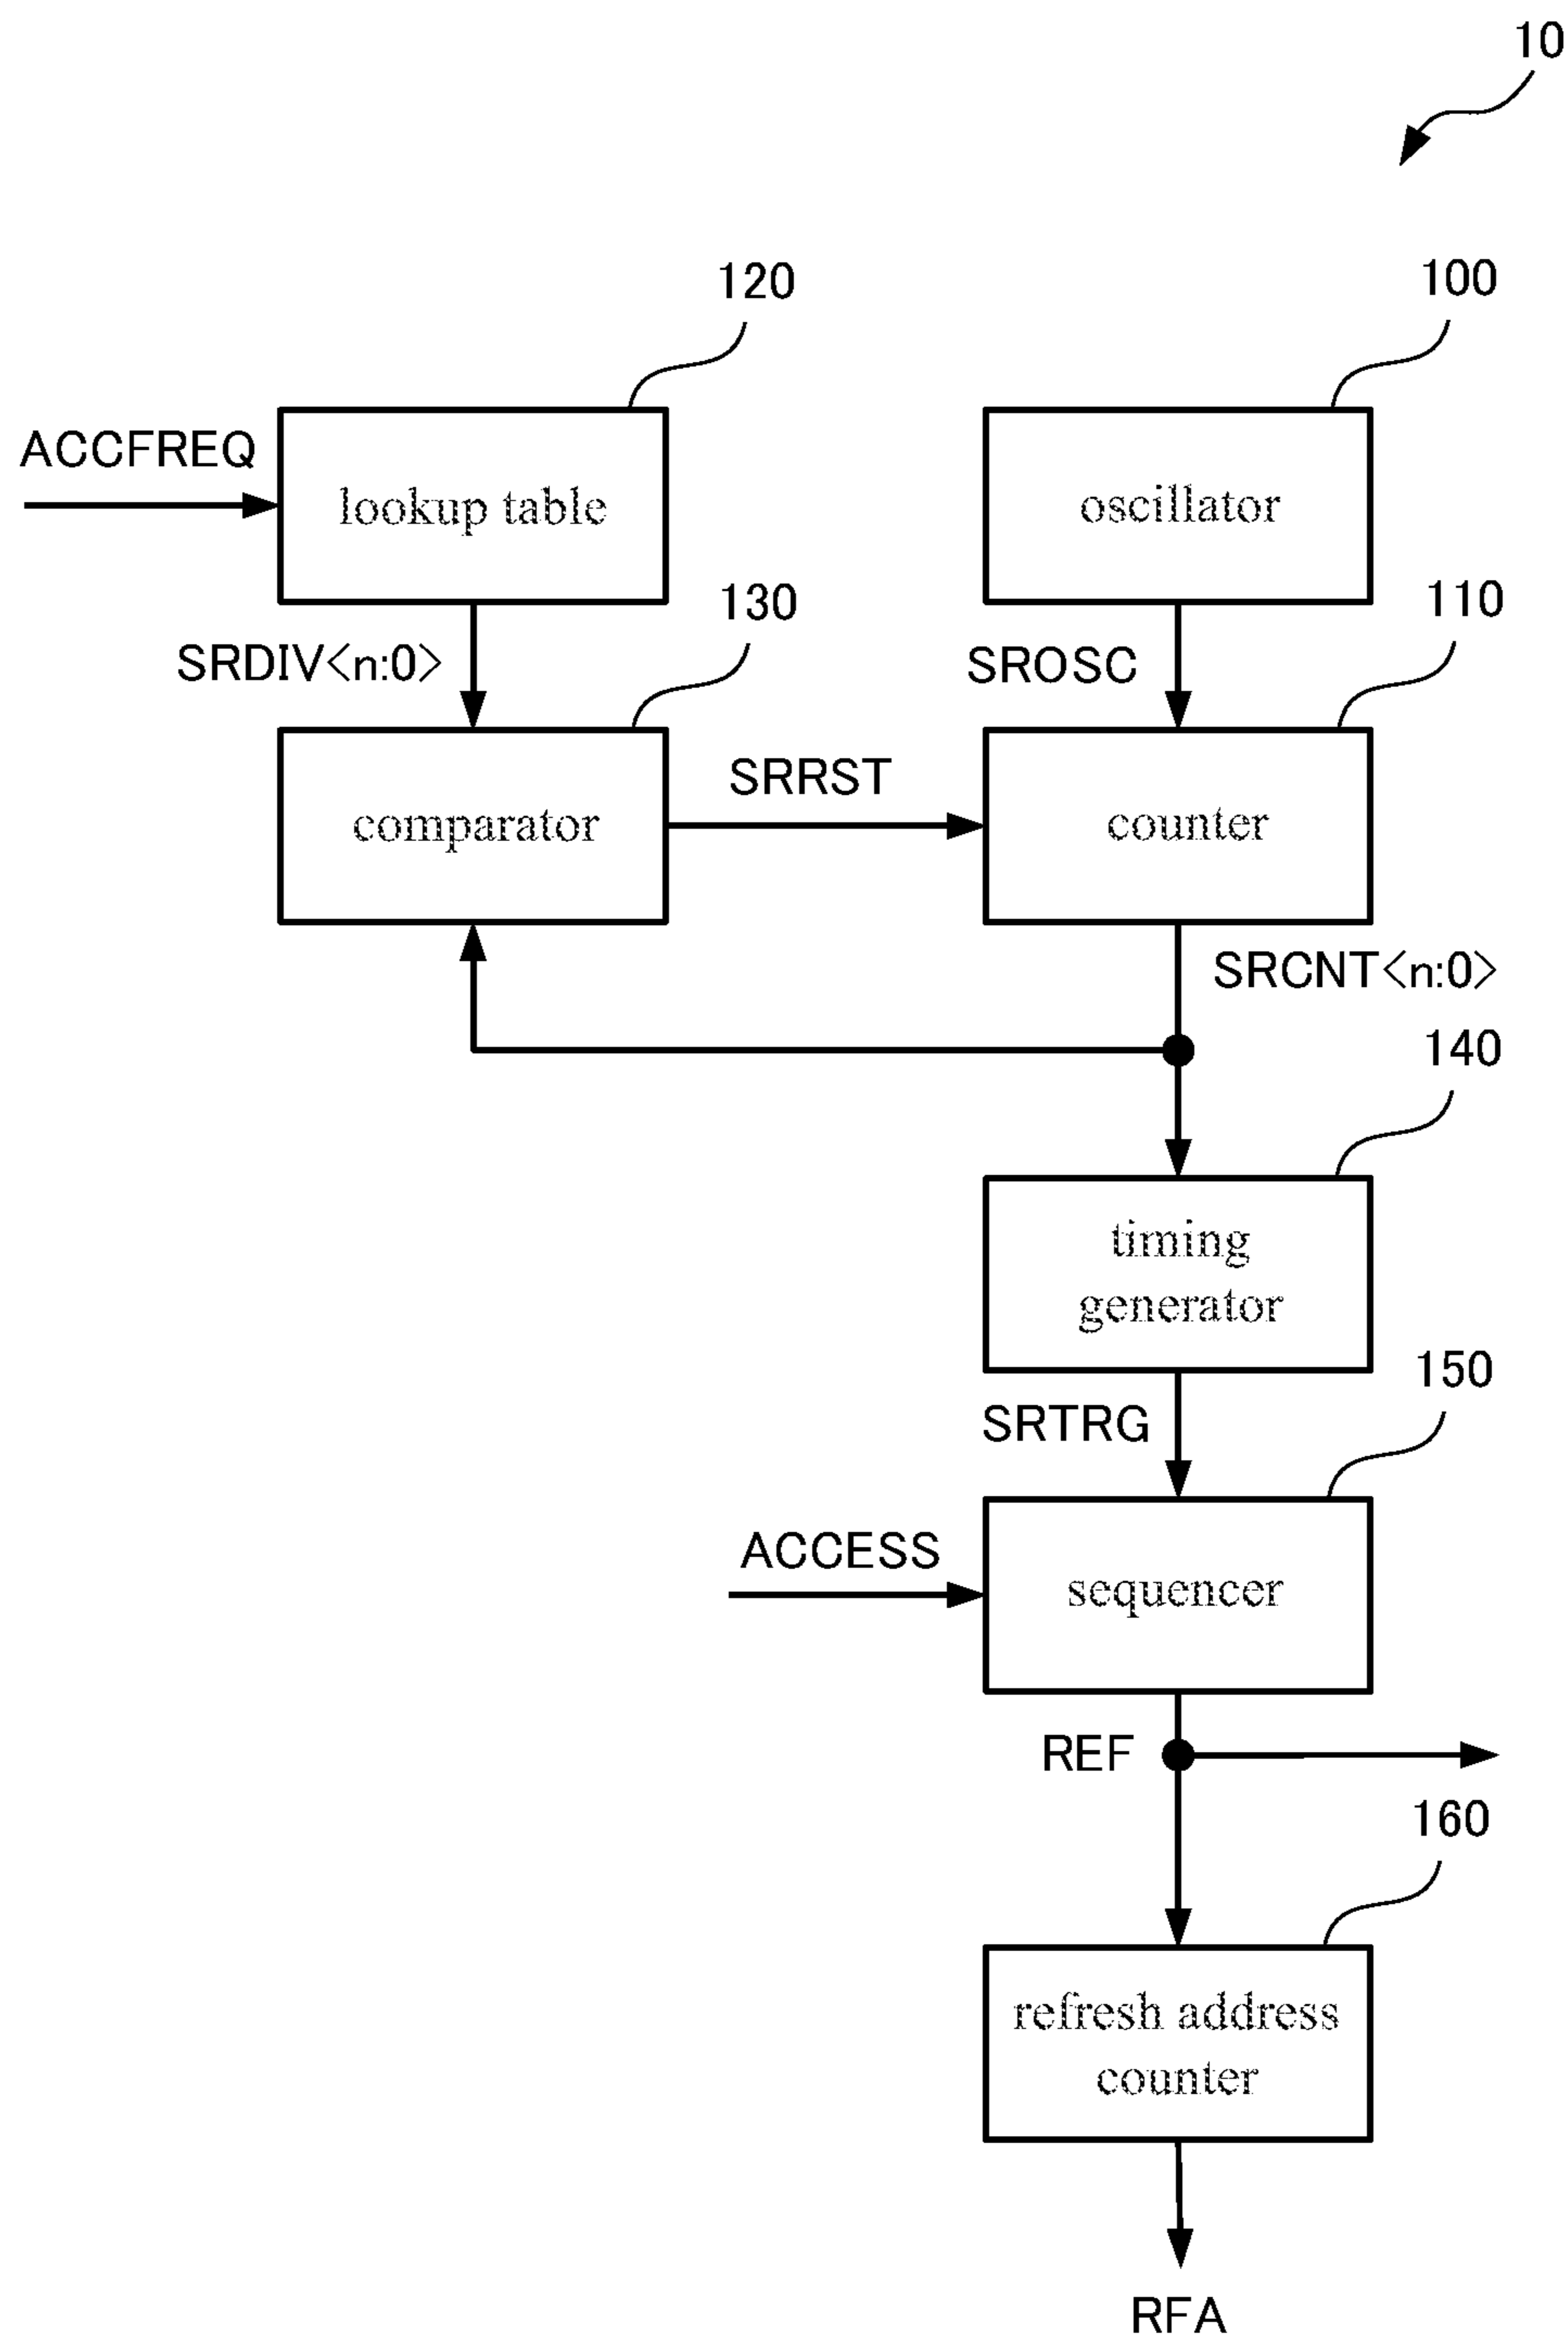 10
120
100
ACCFREQ
lookup table
oscillator
130
110
SRDIV<n:0>
SROSC
comparator
SRRST
counter
SRCNT<n:0>
140
timing
generator
150
SRTRG
ACCESS
sequencer
REF
160
refresh address
counter
RFA